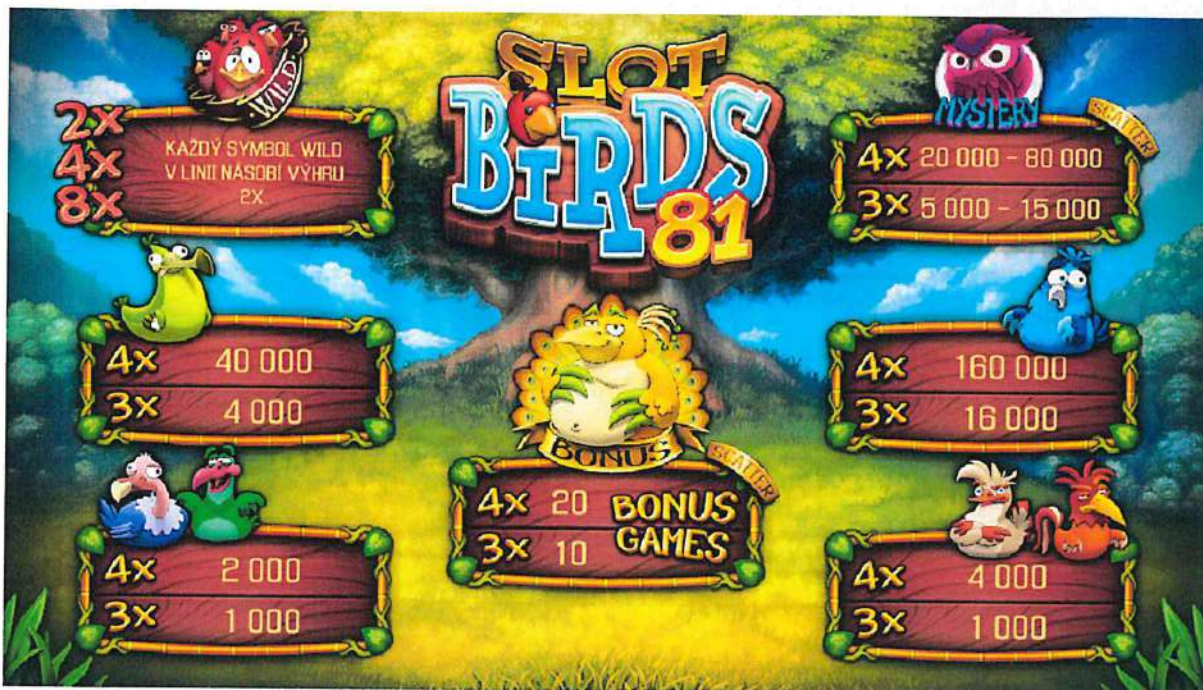 SLOT
BIRDS
81
WILD
2x
4x
8x
KAŽDÝ SYMBOL WILD
V LINII NÁSOBÍ VÝHRU
2X.
MYSTERY
SCATTER
4x 20 000 - 80 000
3x 5 000 - 15 000
4x 40 000
3x 4 000
4x 160 000
3x 16 000
BONUS
SCATTER
4x 20 BONUS
3x 10 GAMES
4x 2 000
3x 1 000
4x 4 000
3x 1 000